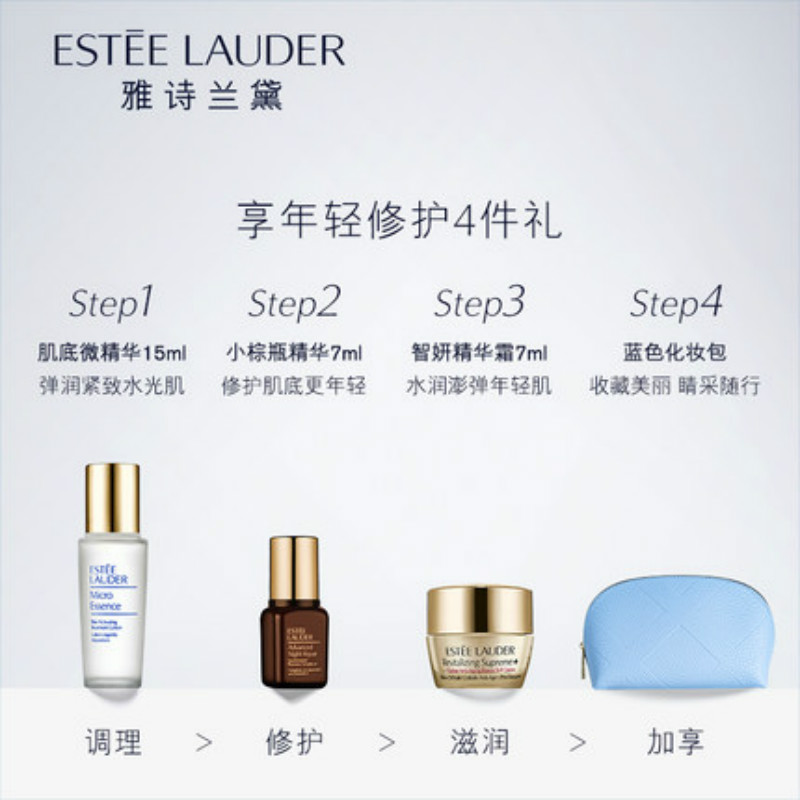 ESTĒE LAUDER
雅诗兰黛
享年轻修护4件礼
Step1
肌底微精华15ml
弹润紧致水光肌
Step2
小棕瓶精华7ml
修护肌底更年轻
Step3
智妍精华霜7ml
水润澎弹年轻肌
Step4
蓝色化妆包
收藏美丽 睛采随行
ESTĒE
LAUDER
Micro
Essence
ESTĒE
LAUDER
Advanced
Night Repair
ESTĒE LAUDER
Revitalizing Supreme+
调理 > 修护 > 滋润 > 加享